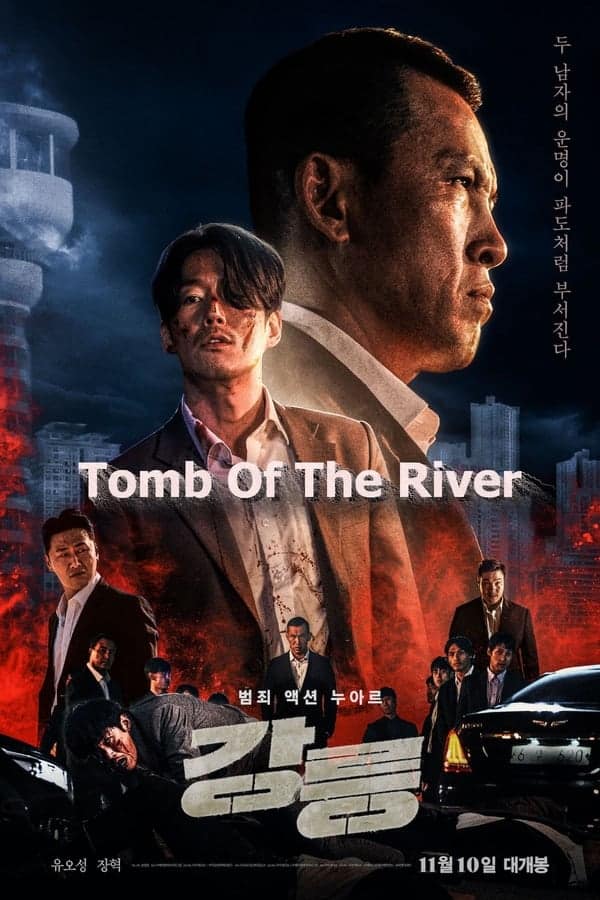 두 남자의 운명이 파도처럼 부서진다
Tomb Of The River
범죄 액션 누아르
강릉
유오성 장혁
11월 10일 대개봉